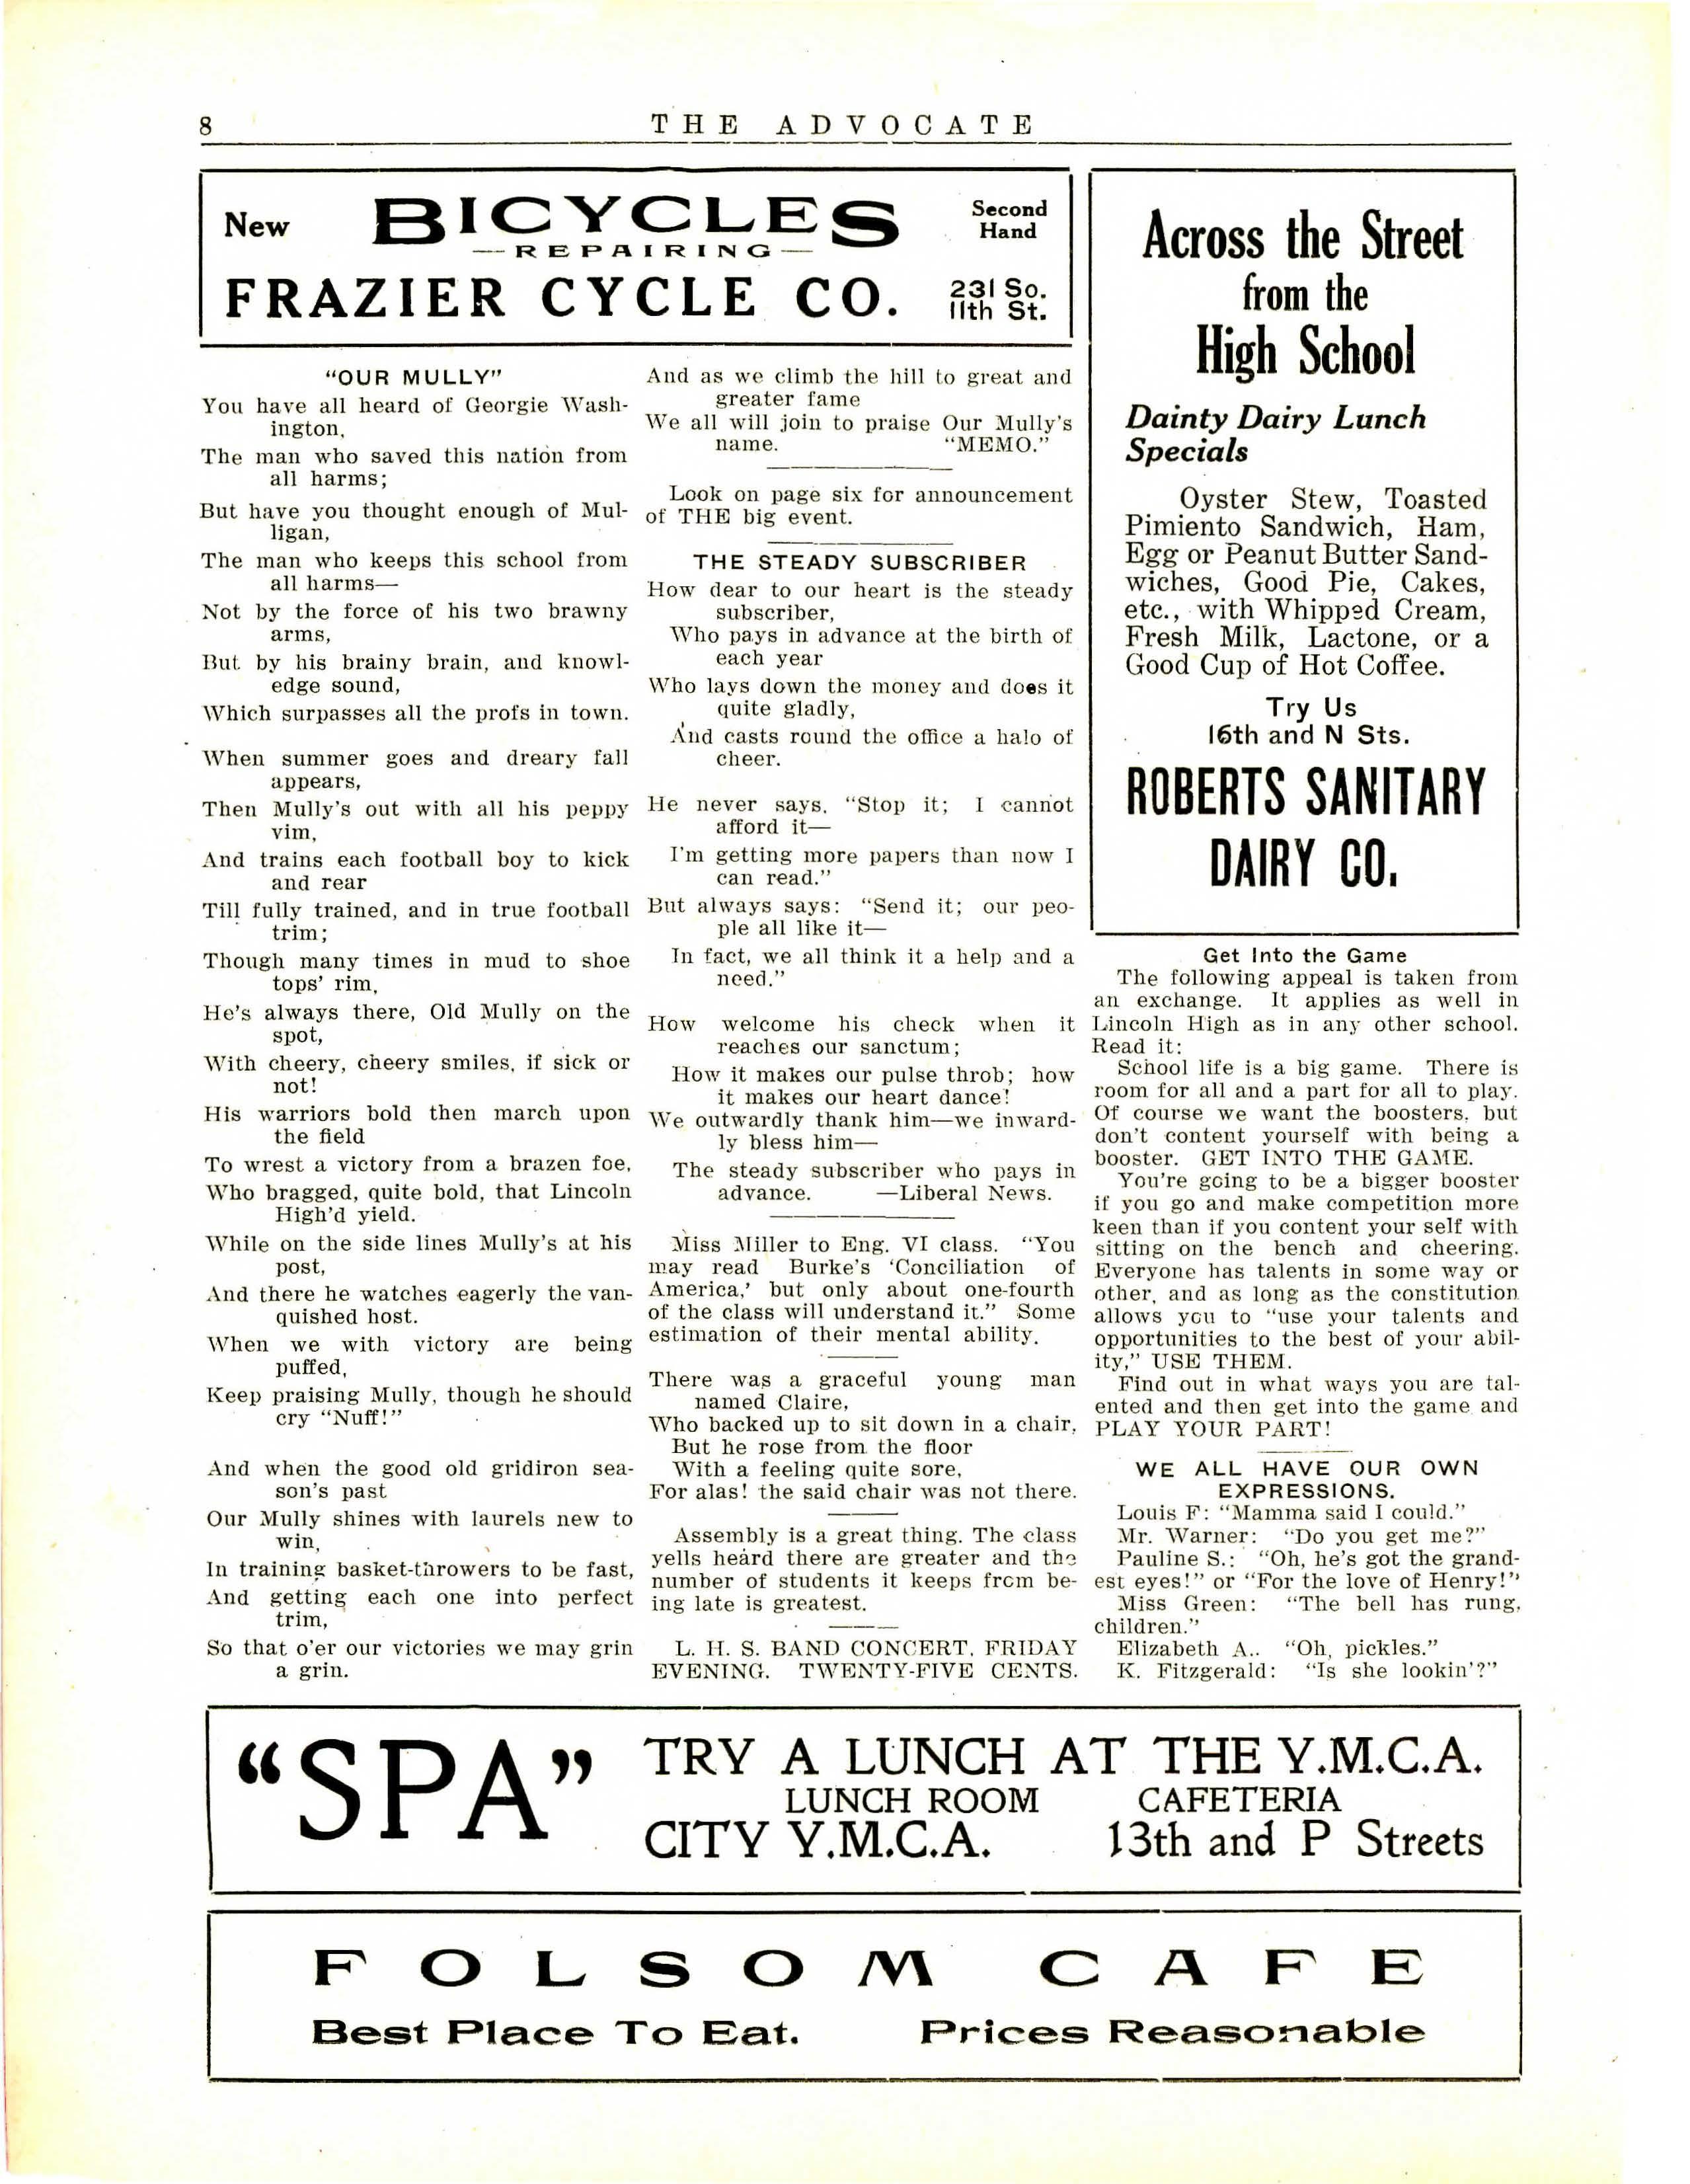 8
THE ADVOCATE
New
BICYCLES
Second
Hand
—REPAIRING—
FRAZIER CYCLE CO.
231 So.
11th St.
"OUR MULLY"
You have all heard of Georgie Wash-
ington,
The man who saved this nation from
all harms;
But have you thought enough of Mul-
ligan,
The man who keeps this school from
all harms—
Not by the force of his two brawny
arms,
But by his brainy brain, and knowl-
edge sound,
Which surpasses all the profs in town.
When summer goes and dreary fall
appears,
Then Mully's out with all his peppy
vim,
And trains each football boy to kick
and rear
Till fully trained, and in true football
trim;
Though many times in mud to shoe
tops' rim,
He's always there, Old Mully on the
spot,
With cheery, cheery smiles, if sick or
not!
His warriors bold then march upon
the field
To wrest a victory from a brazen foe,
Who bragged, quite bold, that Lincoln
High'd yield.
While on the side lines Mully's at his
post,
And there he watches eagerly the van-
quished host.
When we with victory are being
puffed,
Keep praising Mully, though he should
cry "Nuff!"
And when the good old gridiron sea-
son's past
Our Mully shines with laurels new to
win,
In training basket-throwers to be fast,
And getting each one into perfect
trim,
So that o'er our victories we may grin
a grin.
And as we climb the hill to great and
greater fame
We all will join to praise Our Mully's
name. "MEMO."
Look on page six for announcement
of THE big event.
THE STEADY SUBSCRIBER
How dear to our heart is the steady
subscriber,
Who pays in advance at the birth of
each year
Who lays down the money and does it
quite gladly,
And casts round the office a halo of
cheer.
He never says. "Stop it; I cannot
afford it—
I'm getting more papers than now I
can read."
But always says: "Send it; our peo-
ple all like it—
In fact, we all think it a help and a
need."
How welcome his check when it
reaches our sanctum;
How it makes our pulse throb; how
it makes our heart dance!
We outwardly thank him—we inward-
ly bless him—
The steady subscriber who pays in
advance. —Liberal News.
Miss Miller to Eng. VI class. "You
may read Burke's 'Conciliation of
America,' but only about one-fourth
of the class will understand it." Some
estimation of their mental ability.
There was a graceful young man
named Claire,
Who backed up to sit down in a chair,
But he rose from the floor
With a feeling quite sore,
For alas! the said chair was not there.
Assembly is a great thing. The class
yells heard there are greater and the
number of students it keeps from be-
ing late is greatest.
L. H. S. BAND CONCERT, FRIDAY
EVENING. TWENTY-FIVE CENTS.
Across the Street
from the
High School
Dainty Dairy Lunch
Specials
Oyster Stew, Toasted
Pimiento Sandwich, Ham,
Egg or Peanut Butter Sand-
wiches, Good Pie, Cakes,
etc., with Whipped Cream,
Fresh Milk, Lactone, or a
Good Cup of Hot Coffee.
Try Us
16th and N Sts.
ROBERTS SANITARY
DAIRY CO.
Get Into the Game
The following appeal is taken from
an exchange. It applies as well in
Lincoln High as in any other school.
Read it:
School life is a big game. There is
room for all and a part for all to play.
Of course we want the boosters, but
don't content yourself with being a
booster. GET INTO THE GAME.
You're going to be a bigger booster
if you go and make competition more
keen than if you content your self with
sitting on the bench and cheering.
Everyone has talents in some way or
other, and as long as the constitution
allows you to "use your talents and
opportunities to the best of your abil-
ity," USE THEM.
Find out in what ways you are tal-
ented and then get into the game and
PLAY YOUR PART!
WE ALL HAVE OUR OWN
EXPRESSIONS.
Louis F: "Mamma said I could."
Mr. Warner: "Do you get me?"
Pauline S.: "Oh, he's got the grand-
est eyes!" or "For the love of Henry!"
Miss Green: "The bell has rung,
children."
Elizabeth A.. "Oh, pickles."
K. Fitzgerald: "Is she lookin'?"
"SPA"
TRY A LUNCH AT THE Y.M.C.A.
LUNCH ROOM CAFETERIA
CITY Y.M.C.A. 13th and P Streets
FOLSOM CAFE
Best Place To Eat. Prices Reasonable